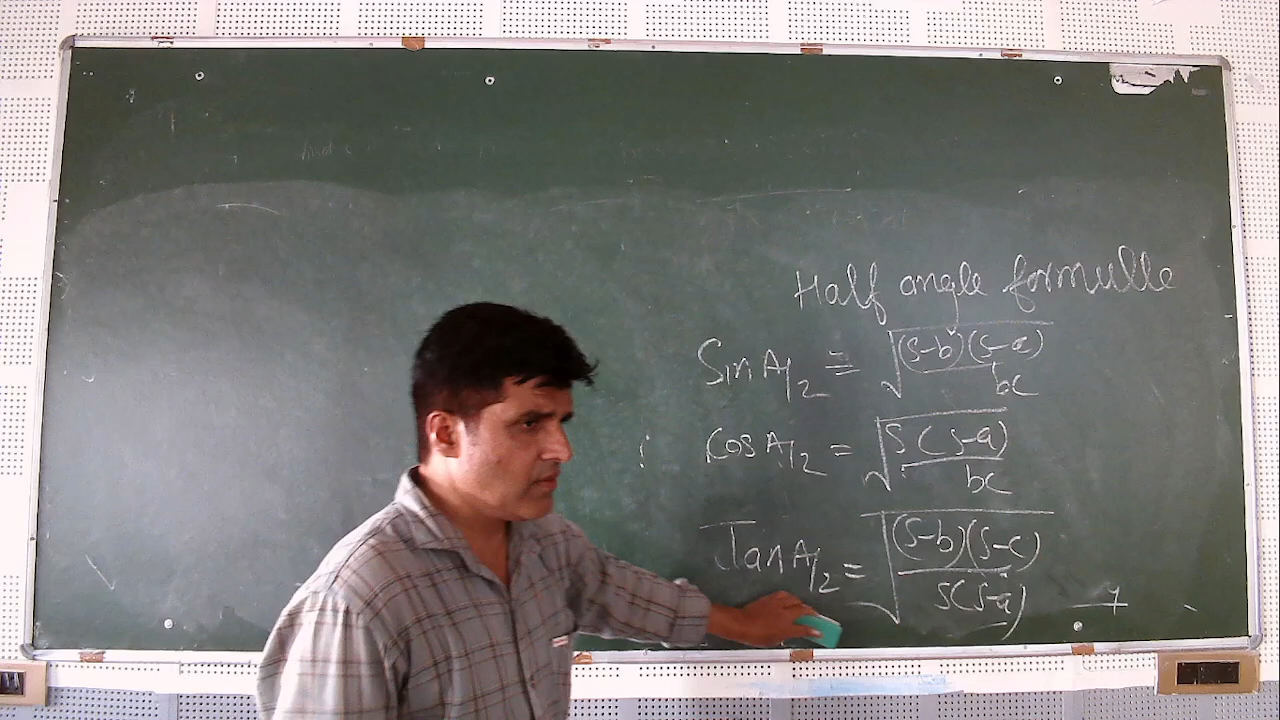 Half angle formulle
Sin A/2 = √((s-b)(s-a)/bc)
Cos A/2 = √(s(s-a)/bc)
Tan A/2 = √((s-b)(s-c)/s(s-a))